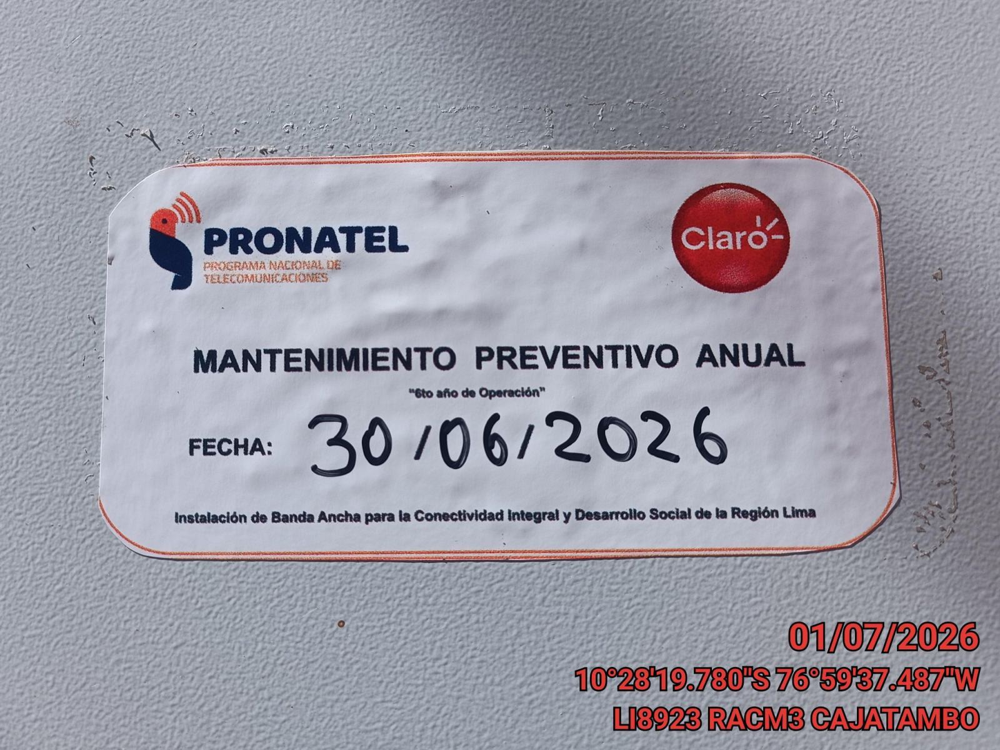 PRONATEL
PROGRAMA NACIONAL DE
TELECOMUNICACIONES
Claro
MANTENIMIENTO PREVENTIVO ANUAL
"6to año de Operación"
FECHA: 30/06/2026
Instalación de Banda Ancha para la Conectividad Integral y Desarrollo Social de la Región Lima
01/07/2026
10°28'19.780"S 76°59'37.487"W
LI8923 RACM3 CAJATAMBO